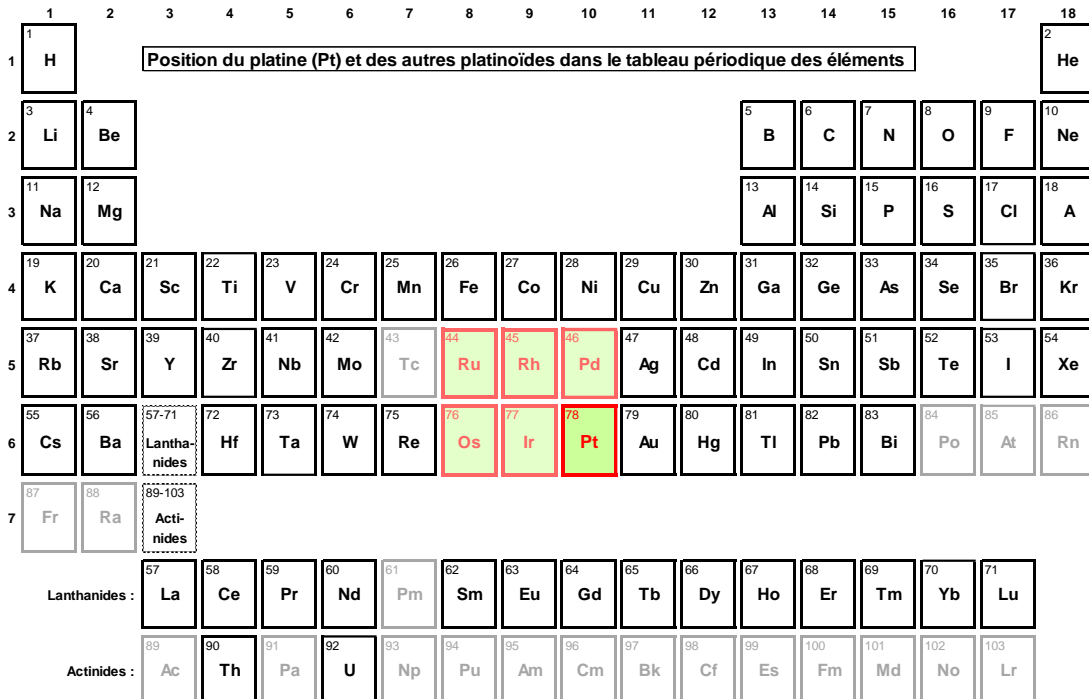 1 2 3 4 5 6 7 8 9 10 11 12 13 14 15 16 17 18
1 2
1 H Position du platine (Pt) et des autres platinoïdes dans le tableau périodique des éléments He
3 4 5 6 7 8 9 10
2 Li Be B C N O F Ne
11 12 13 14 15 16 17 18
3 Na Mg Al Si P S Cl A
19 20 21 22 23 24 25 26 27 28 29 30 31 32 33 34 35 36
4 K Ca Sc Ti V Cr Mn Fe Co Ni Cu Zn Ga Ge As Se Br Kr
37 38 39 40 41 42 43 44 45 46 47 48 49 50 51 52 53 54
5 Rb Sr Y Zr Nb Mo Tc Ru Rh Pd Ag Cd In Sn Sb Te I Xe
55 56 57-71 72 73 74 75 76 77 78 79 80 81 82 83 84 85 86
6 Cs Ba Lantha-nides Hf Ta W Re Os Ir Pt Au Hg Tl Pb Bi Po At Rn
87 88 89-103
7 Fr Ra Acti-nides
57 58 59 60 61 62 63 64 65 66 67 68 69 70 71
Lanthanides : La Ce Pr Nd Pm Sm Eu Gd Tb Dy Ho Er Tm Yb Lu
89 90 91 92 93 94 95 96 97 98 99 100 101 102 103
Actinides : Ac Th Pa U Np Pu Am Cm Bk Cf Es Fm Md No Lr